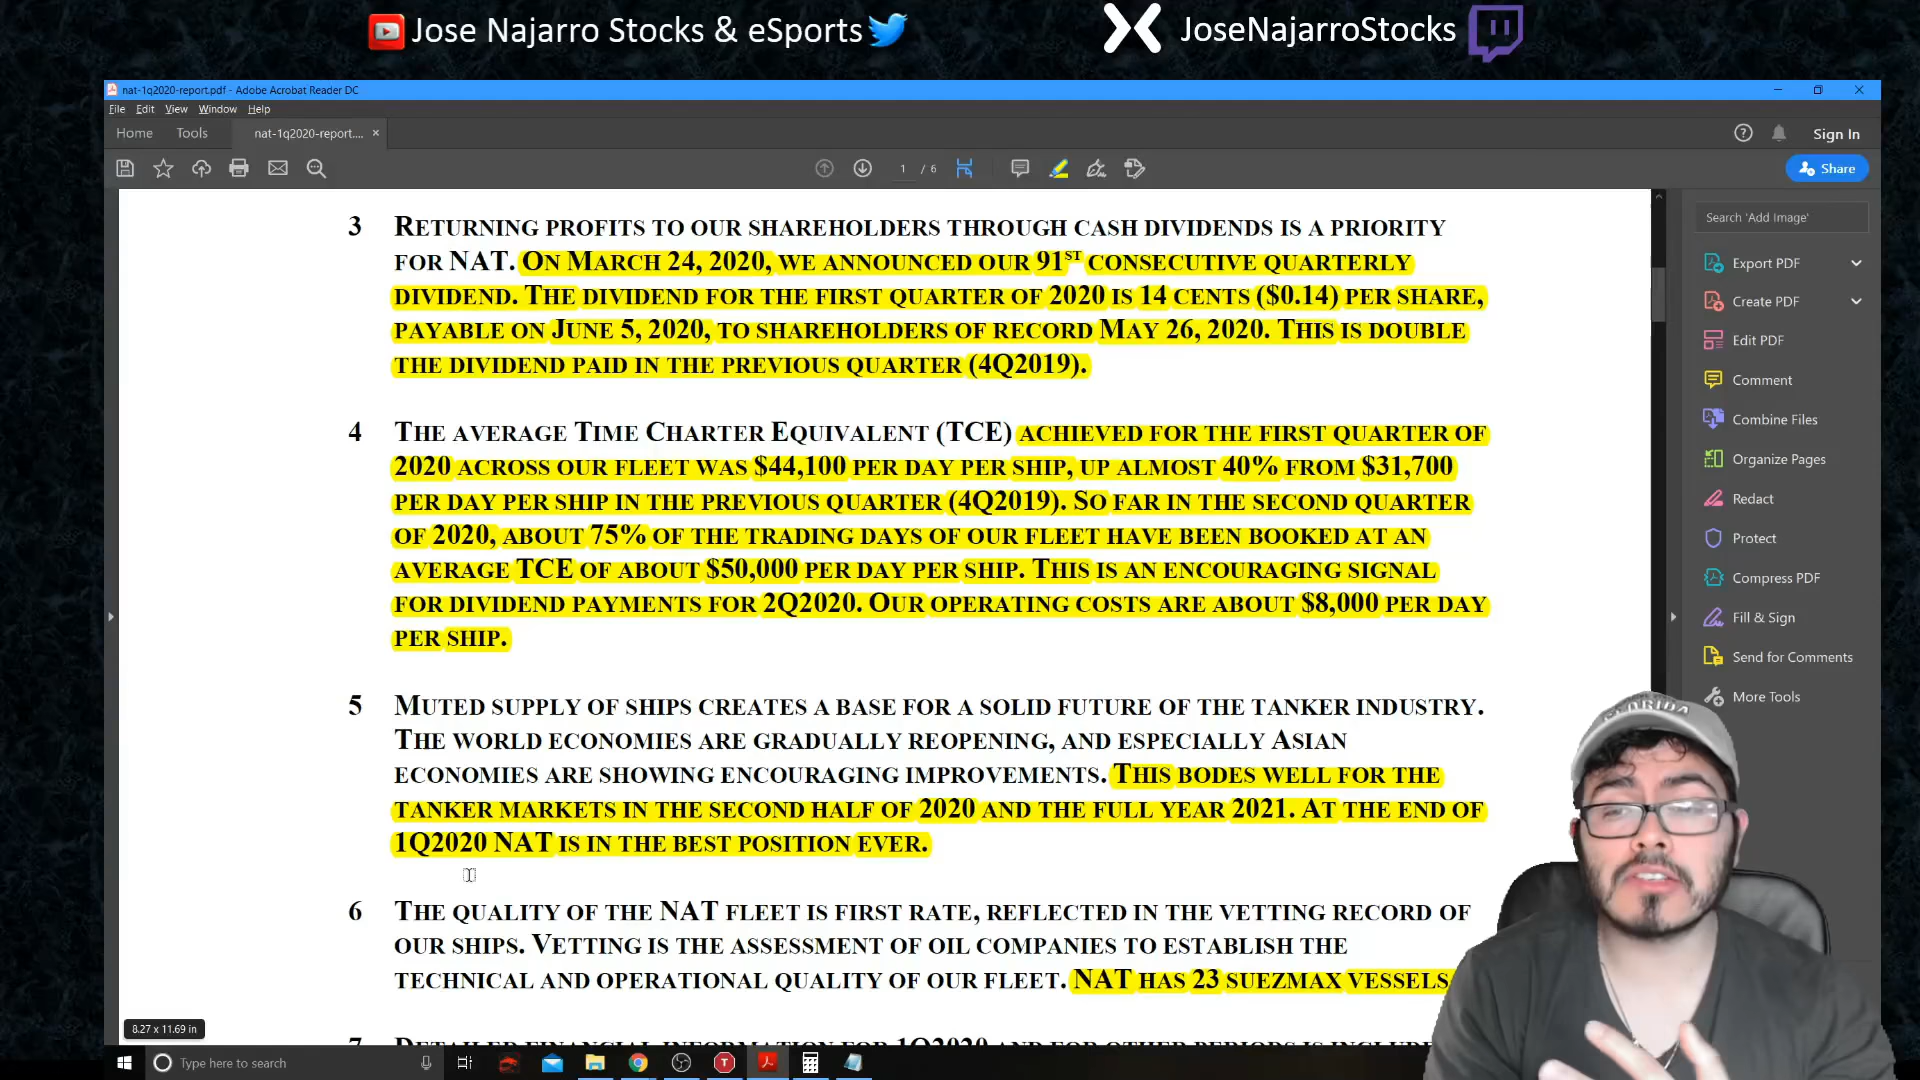 Jose Najarro Stocks & eSports
JoseNajarroStocks
nat-1q2020-report.pdf - Adobe Acrobat Reader DC
File Edit View Window Help
Home Tools nat-1q2020-report.... ×
Sign In
1 / 6
Share
3 RETURNING PROFITS TO OUR SHAREHOLDERS THROUGH CASH DIVIDENDS IS A PRIORITY
FOR NAT. ON MARCH 24, 2020, WE ANNOUNCED OUR 91ST CONSECUTIVE QUARTERLY
DIVIDEND. THE DIVIDEND FOR THE FIRST QUARTER OF 2020 IS 14 CENTS ($0.14) PER SHARE,
PAYABLE ON JUNE 5, 2020, TO SHAREHOLDERS OF RECORD MAY 26, 2020. THIS IS DOUBLE
THE DIVIDEND PAID IN THE PREVIOUS QUARTER (4Q2019).
4 THE AVERAGE TIME CHARTER EQUIVALENT (TCE) ACHIEVED FOR THE FIRST QUARTER OF
2020 ACROSS OUR FLEET WAS $44,100 PER DAY PER SHIP, UP ALMOST 40% FROM $31,700
PER DAY PER SHIP IN THE PREVIOUS QUARTER (4Q2019). SO FAR IN THE SECOND QUARTER
OF 2020, ABOUT 75% OF THE TRADING DAYS OF OUR FLEET HAVE BEEN BOOKED AT AN
AVERAGE TCE OF ABOUT $50,000 PER DAY PER SHIP. THIS IS AN ENCOURAGING SIGNAL
FOR DIVIDEND PAYMENTS FOR 2Q2020. OUR OPERATING COSTS ARE ABOUT $8,000 PER DAY
PER SHIP.
5 MUTED SUPPLY OF SHIPS CREATES A BASE FOR A SOLID FUTURE OF THE TANKER INDUSTRY.
THE WORLD ECONOMIES ARE GRADUALLY REOPENING, AND ESPECIALLY ASIAN
ECONOMIES ARE SHOWING ENCOURAGING IMPROVEMENTS. THIS BODES WELL FOR THE
TANKER MARKETS IN THE SECOND HALF OF 2020 AND THE FULL YEAR 2021. AT THE END OF
1Q2020 NAT IS IN THE BEST POSITION EVER.
6 THE QUALITY OF THE NAT FLEET IS FIRST RATE, REFLECTED IN THE VETTING RECORD OF
OUR SHIPS. VETTING IS THE ASSESSMENT OF OIL COMPANIES TO ESTABLISH THE
TECHNICAL AND OPERATIONAL QUALITY OF OUR FLEET. NAT HAS 23 SUEZMAX VESSELS
7 DETAILED FINANCIAL INFORMATION FOR 1Q2020 AND FOR OTHER PERIODS IS
Search 'Add Image'
Export PDF
Create PDF
Edit PDF
Comment
Combine Files
Organize Pages
Redact
Protect
Compress PDF
Fill & Sign
Send for Comments
More Tools
FLORIDA
8.27 x 11.69 in
Type here to search